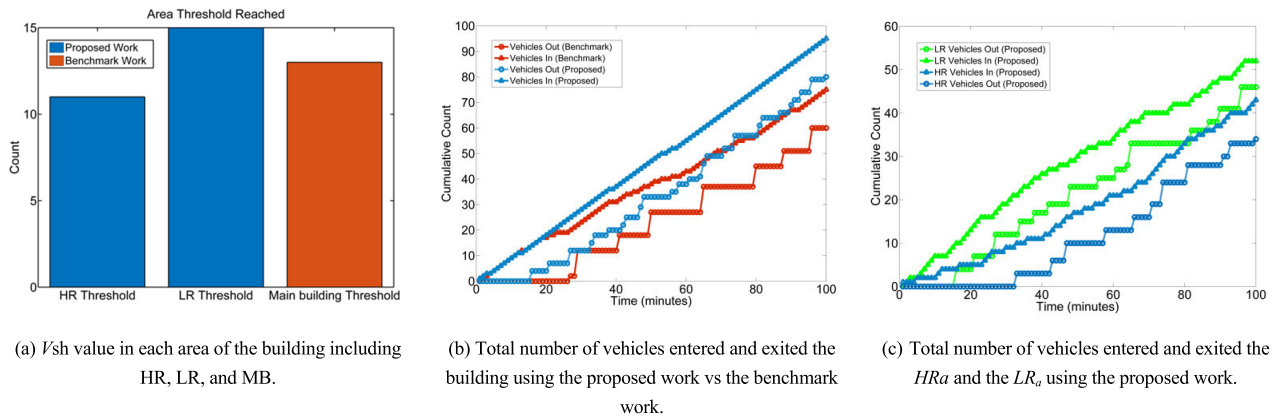 Area Threshold Reached
15
10
5
0
Count
Proposed Work
Benchmark Work
HR Threshold
LR Threshold
Main building Threshold
(a) Vsh value in each area of the building including
HR, LR, and MB.
100
90
80
70
60
50
40
30
20
10
0
Cumulative Count
Vehicles Out (Benchmark)
Vehicles In (Benchmark)
Vehicles Out (Proposed)
Vehicles In (Proposed)
0 20 40 60 80 100
Time (minutes)
(b) Total number of vehicles entered and exited the
building using the proposed work vs the benchmark
work.
60
50
40
30
20
10
0
Cumulative Count
LR Vehicles Out (Proposed)
LR Vehicles In (Proposed)
HR Vehicles In (Proposed)
HR Vehicles Out (Proposed)
0 20 40 60 80 100
Time (minutes)
(c) Total number of vehicles entered and exited the
HRa and the LRa using the proposed work.